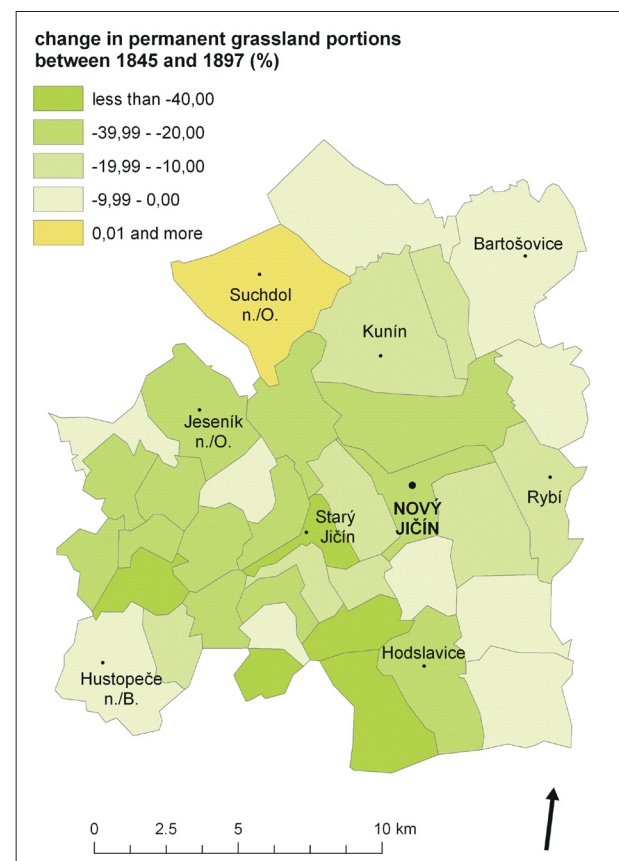 change in permanent grassland portions
between 1845 and 1897 (%)
less than -40,00
-39,99 - -20,00
-19,99 - -10,00
-9,99 - 0,00
0,01 and more
Bartošovice
Suchdol
n./O.
Kunín
Jeseník
n./O.
NOVÝ
JIČÍN
Rybí
Starý
Jičín
Hodslavice
Hustopeče
n./B.
0 2.5 5 10 km